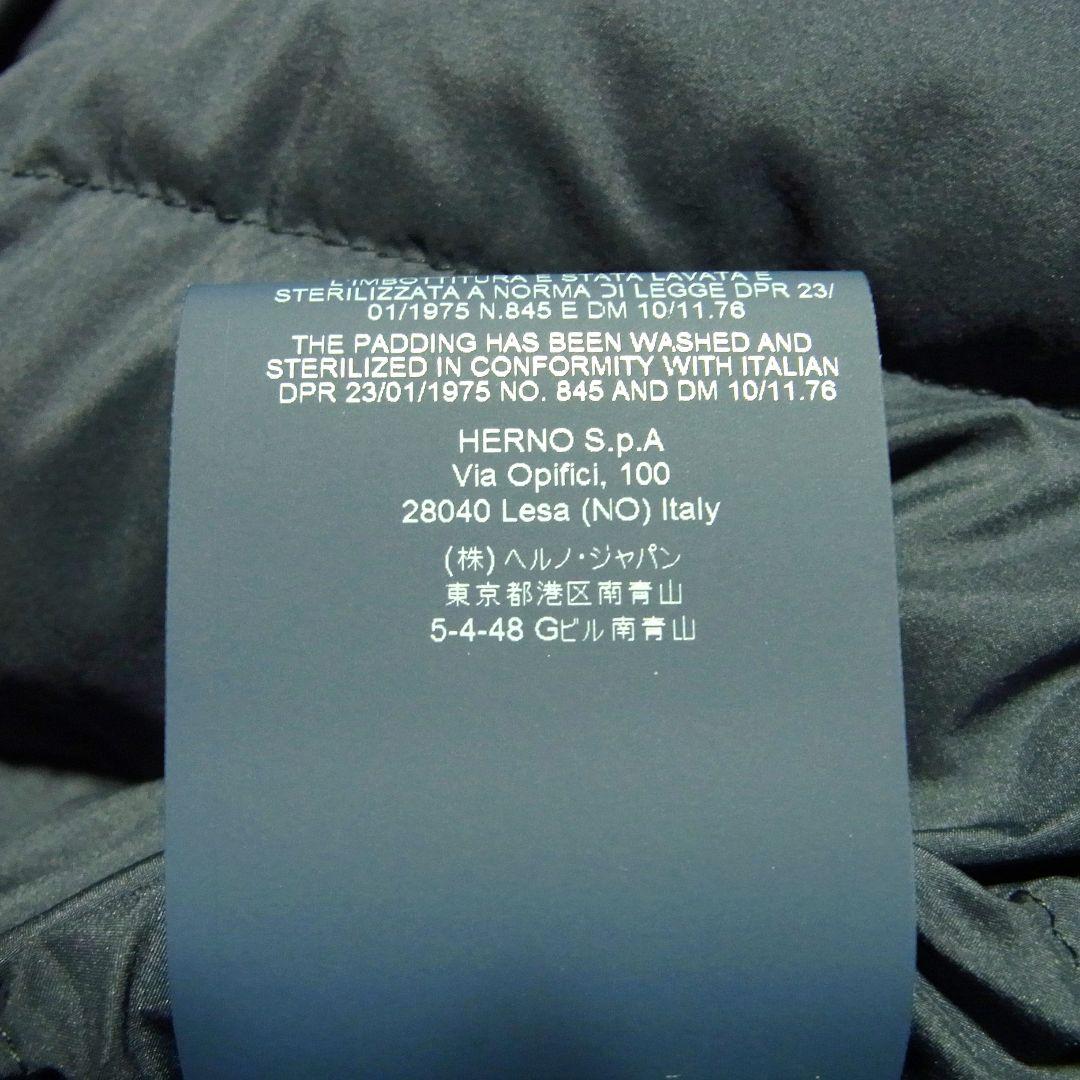 L'IMBOTTITURA E STATA LAVATA E
STERILIZZATA A NORMA DI LEGGE DPR 23/
01/1975 N.845 E DM 10/11.76
THE PADDING HAS BEEN WASHED AND
STERILIZED IN CONFORMITY WITH ITALIAN
DPR 23/01/1975 NO. 845 AND DM 10/11.76
HERNO S.p.A
Via Opifici, 100
28040 Lesa (NO) Italy
(株)ヘルノ・ジャパン
東京都港区南青山
5-4-48 Gビル南青山